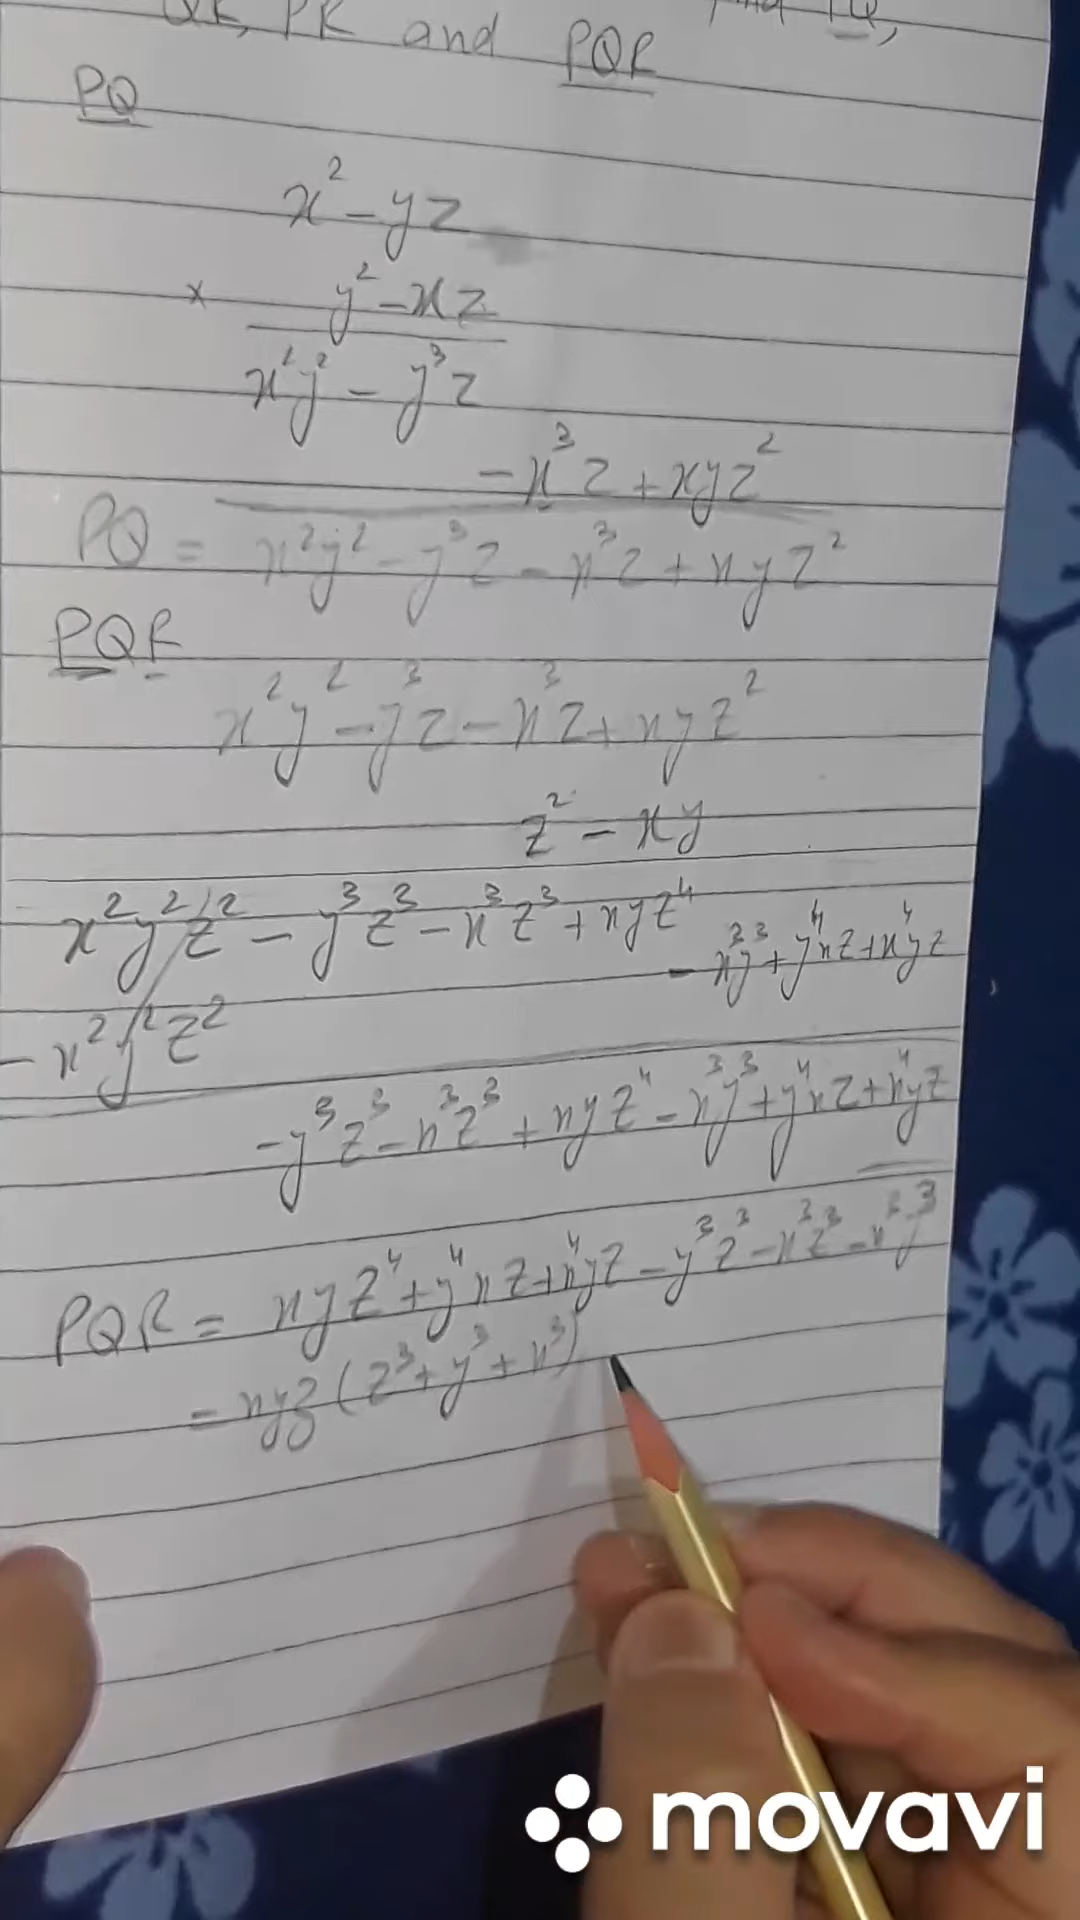 QR, PR and PQR
PQ
x² - yz
× y² - xz
x²y² - y³z
- x³z + xyz²
PQ = x²y² - y³z - x³z + xyz²
PQR
x²y² - y³z - x³z + xyz²
z² - xy
x²y²z² - y³z³ - x³z³ + xyz⁴
- x³y³ + y⁴xz + x⁴yz
- x²y²z²
- y³z³ - x³z³ + xyz⁴ - x³y³ + y⁴xz + x⁴yz
PQR = xyz⁴ + y⁴xz + x⁴yz - y³z³ - x³z³ - x³y³
= xyz (z³ + y³ + x³)
movavi